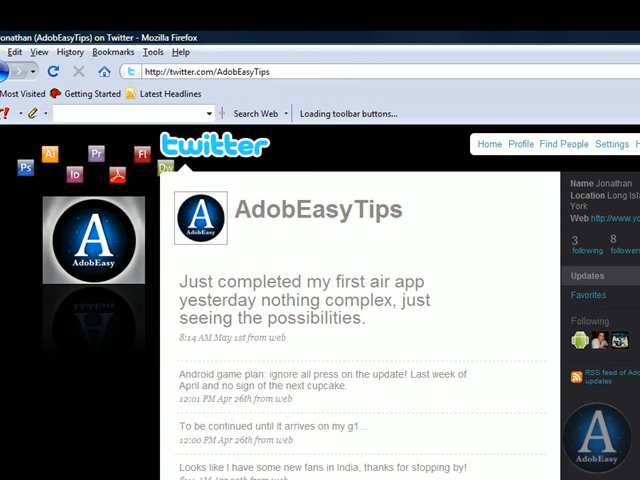 Jonathan (AdobEasyTips) on Twitter - Mozilla Firefox
Edit View History Bookmarks Tools Help
http://twitter.com/AdobEasyTips
Most Visited Getting Started Latest Headlines
Search Web Loading toolbar buttons...
twitter
Home Profile Find People Settings H
Ai Pr Fl
Ps Id Dw
A
AdobEasy
A
AdobEasy
AdobEasyTips
Just completed my first air app
yesterday nothing complex, just
seeing the possibilities.
8:14 AM May 1st from web
Android game plan: ignore all press on the update! Last week of
April and no sign of the next cupcake.
12:01 PM Apr 26th from web
To be continued until it arrives on my g1...
12:00 PM Apr 26th from web
Looks like I have some new fans in India, thanks for stopping by!
Name Jonathan
Location Long Isl
York
Web http://www.yo
3 8
following follower
Updates
Favorites
Following
RSS feed of Ado
updates
A
AdobEasy